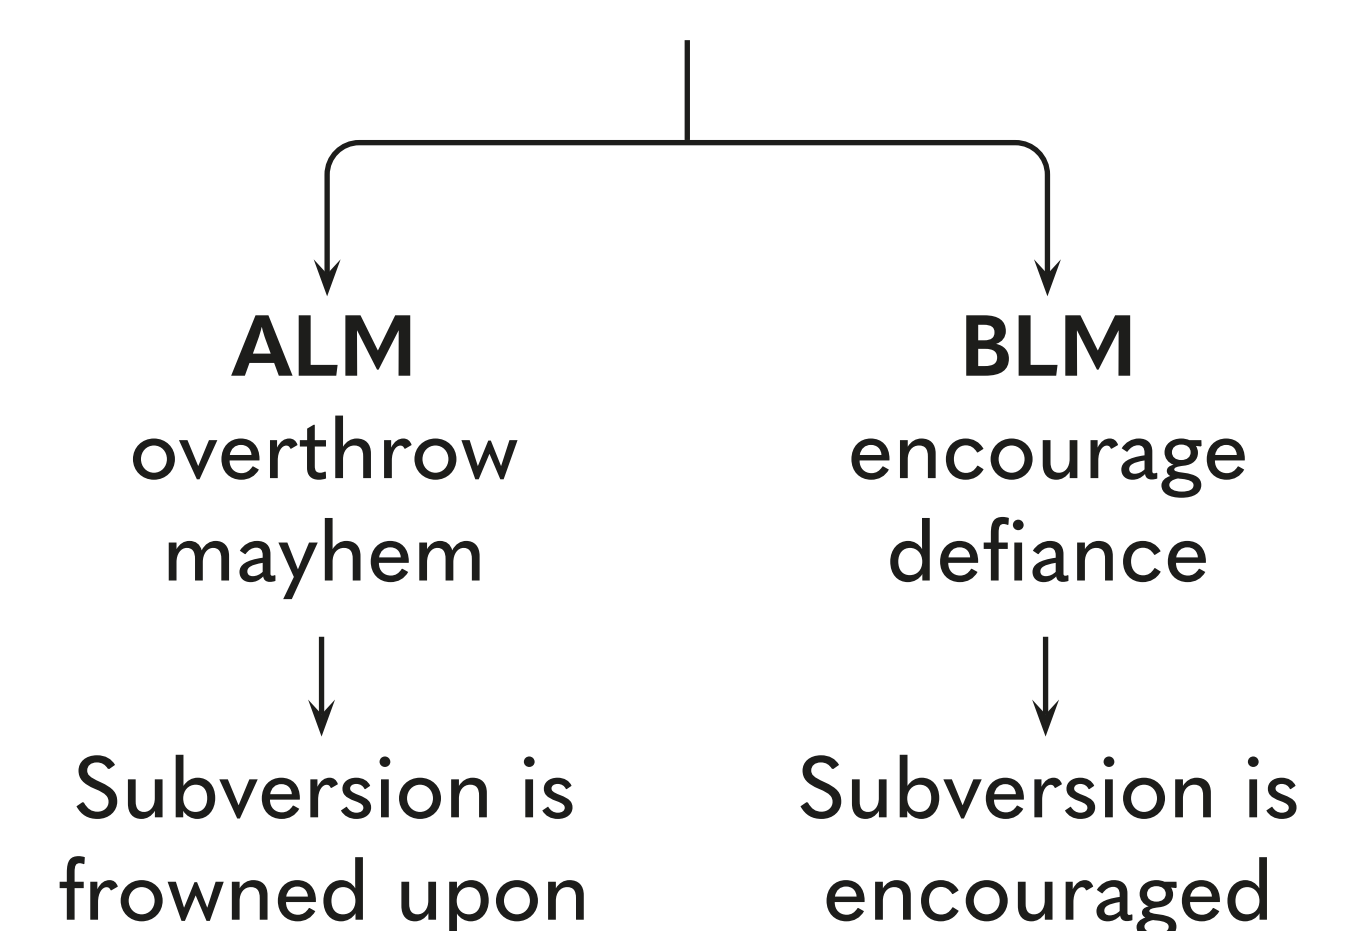 ALM
overthrow
mayhem
Subversion is
frowned upon
BLM
encourage
defiance
Subversion is
encouraged